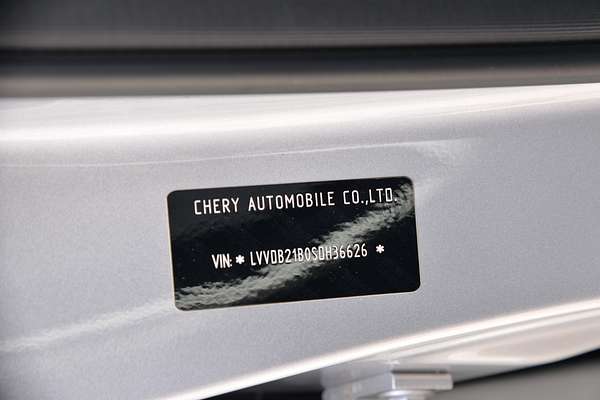 CHERY AUTOMOBILE CO.,LTD.
VIN: * LVVDB21B0SDH36626 *